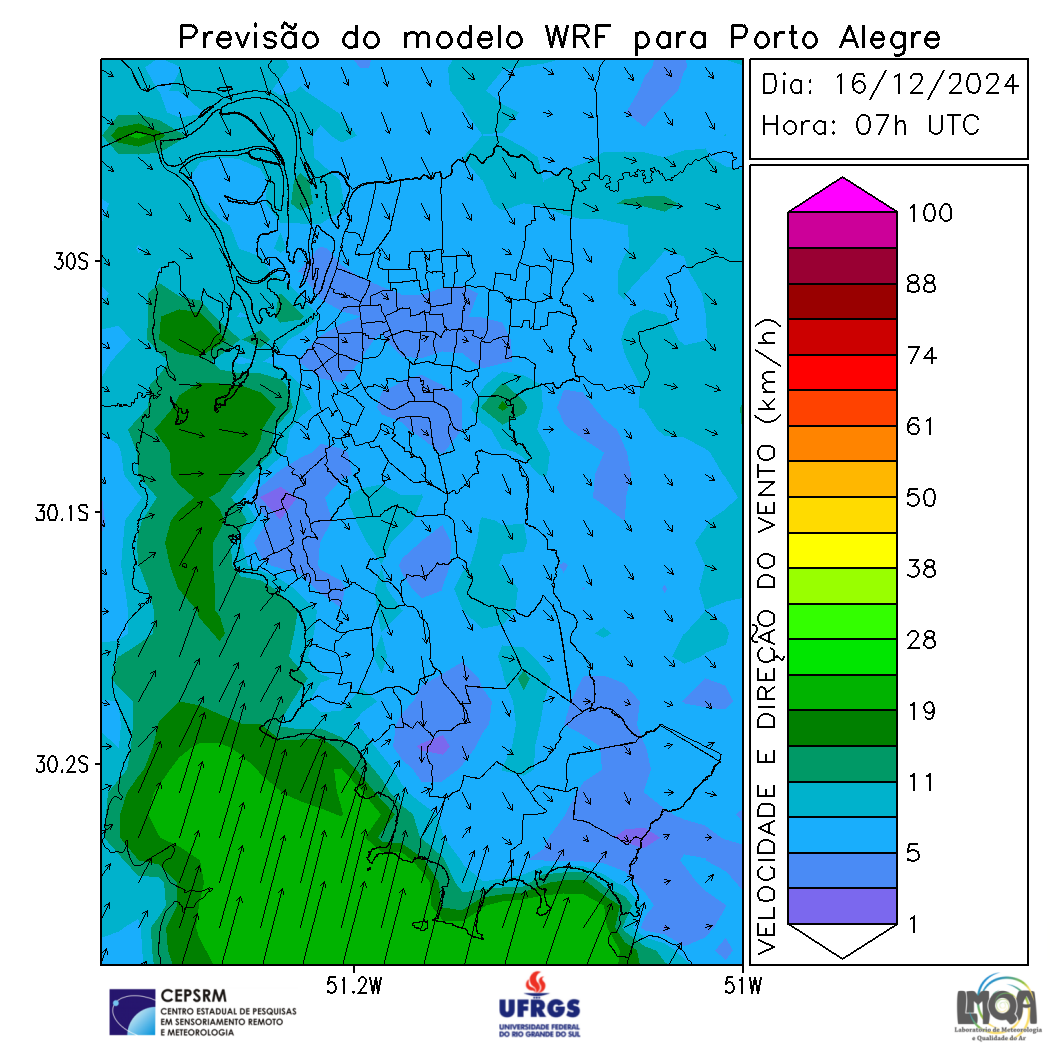 Previsão do modelo WRF para Porto Alegre
Dia: 16/12/2024
Hora: 07h UTC
30S
30.1S
30.2S
51.2W
51W
VELOCIDADE E DIREÇÃO DO VENTO (km/h)
100
88
74
61
50
38
28
19
11
5
1
CEPSRM
CENTRO ESTADUAL DE PESQUISAS
EM SENSORIAMENTO REMOTO
E METEOROLOGIA
UFRGS
UNIVERSIDADE FEDERAL
DO RIO GRANDE DO SUL
LMQA
Laboratório de Meteorologia
e Qualidade do Ar